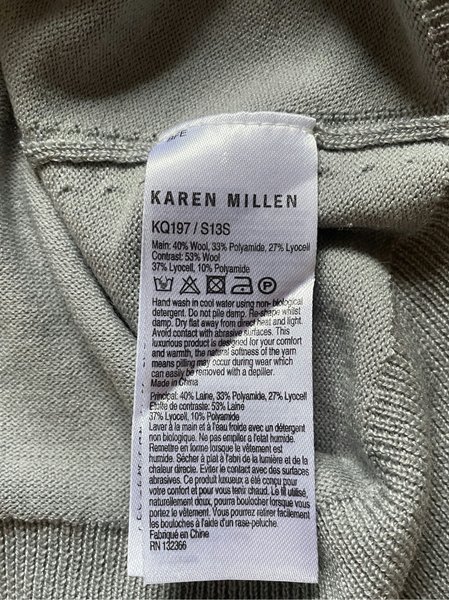 KAREN MILLEN
KQ197 / S13S
Main: 40% Wool, 33% Polyamide, 27% Lyocell
Contrast: 53% Wool
37% Lyocell, 10% Polyamide
P
Hand wash in cool water using non-biological
detergent. Do not pile damp. Re-shape whilst
damp. Dry flat away from direct heat and light.
Avoid contact with abrasive surfaces. This
luxurious product is designed for your comfort
and warmth, the natural softness of the yarn
means pilling may occur during wear which
can easily be removed with a depiller.
Made in China
Principal: 40% Laine, 33% Polyamide, 27% Lyocell
Etoile de contraste: 53% Laine
37% Lyocell, 10% Polyamide
Laver à la main et à l'eau froide avec un détergent
non biologique. Ne pas empiler a l'etat humide.
Remettre en forme lorsque le vêtement est
humide. Sécher à plat à l'abri de la lumière et de la
chaleur directe. Eviter le contact avec des surfaces
abrasives. Ce produit luxueux a été conçu pour
votre confort et pour vous tenir chaud. Le fil utilisé,
naturellement doux, pourra boulocher lorsque vous
portez le vêtement. Vous pourrez retirer facilement
les bouloches à l'aide d'un rase-peluche.
Fabriqué en Chine
RN 132366